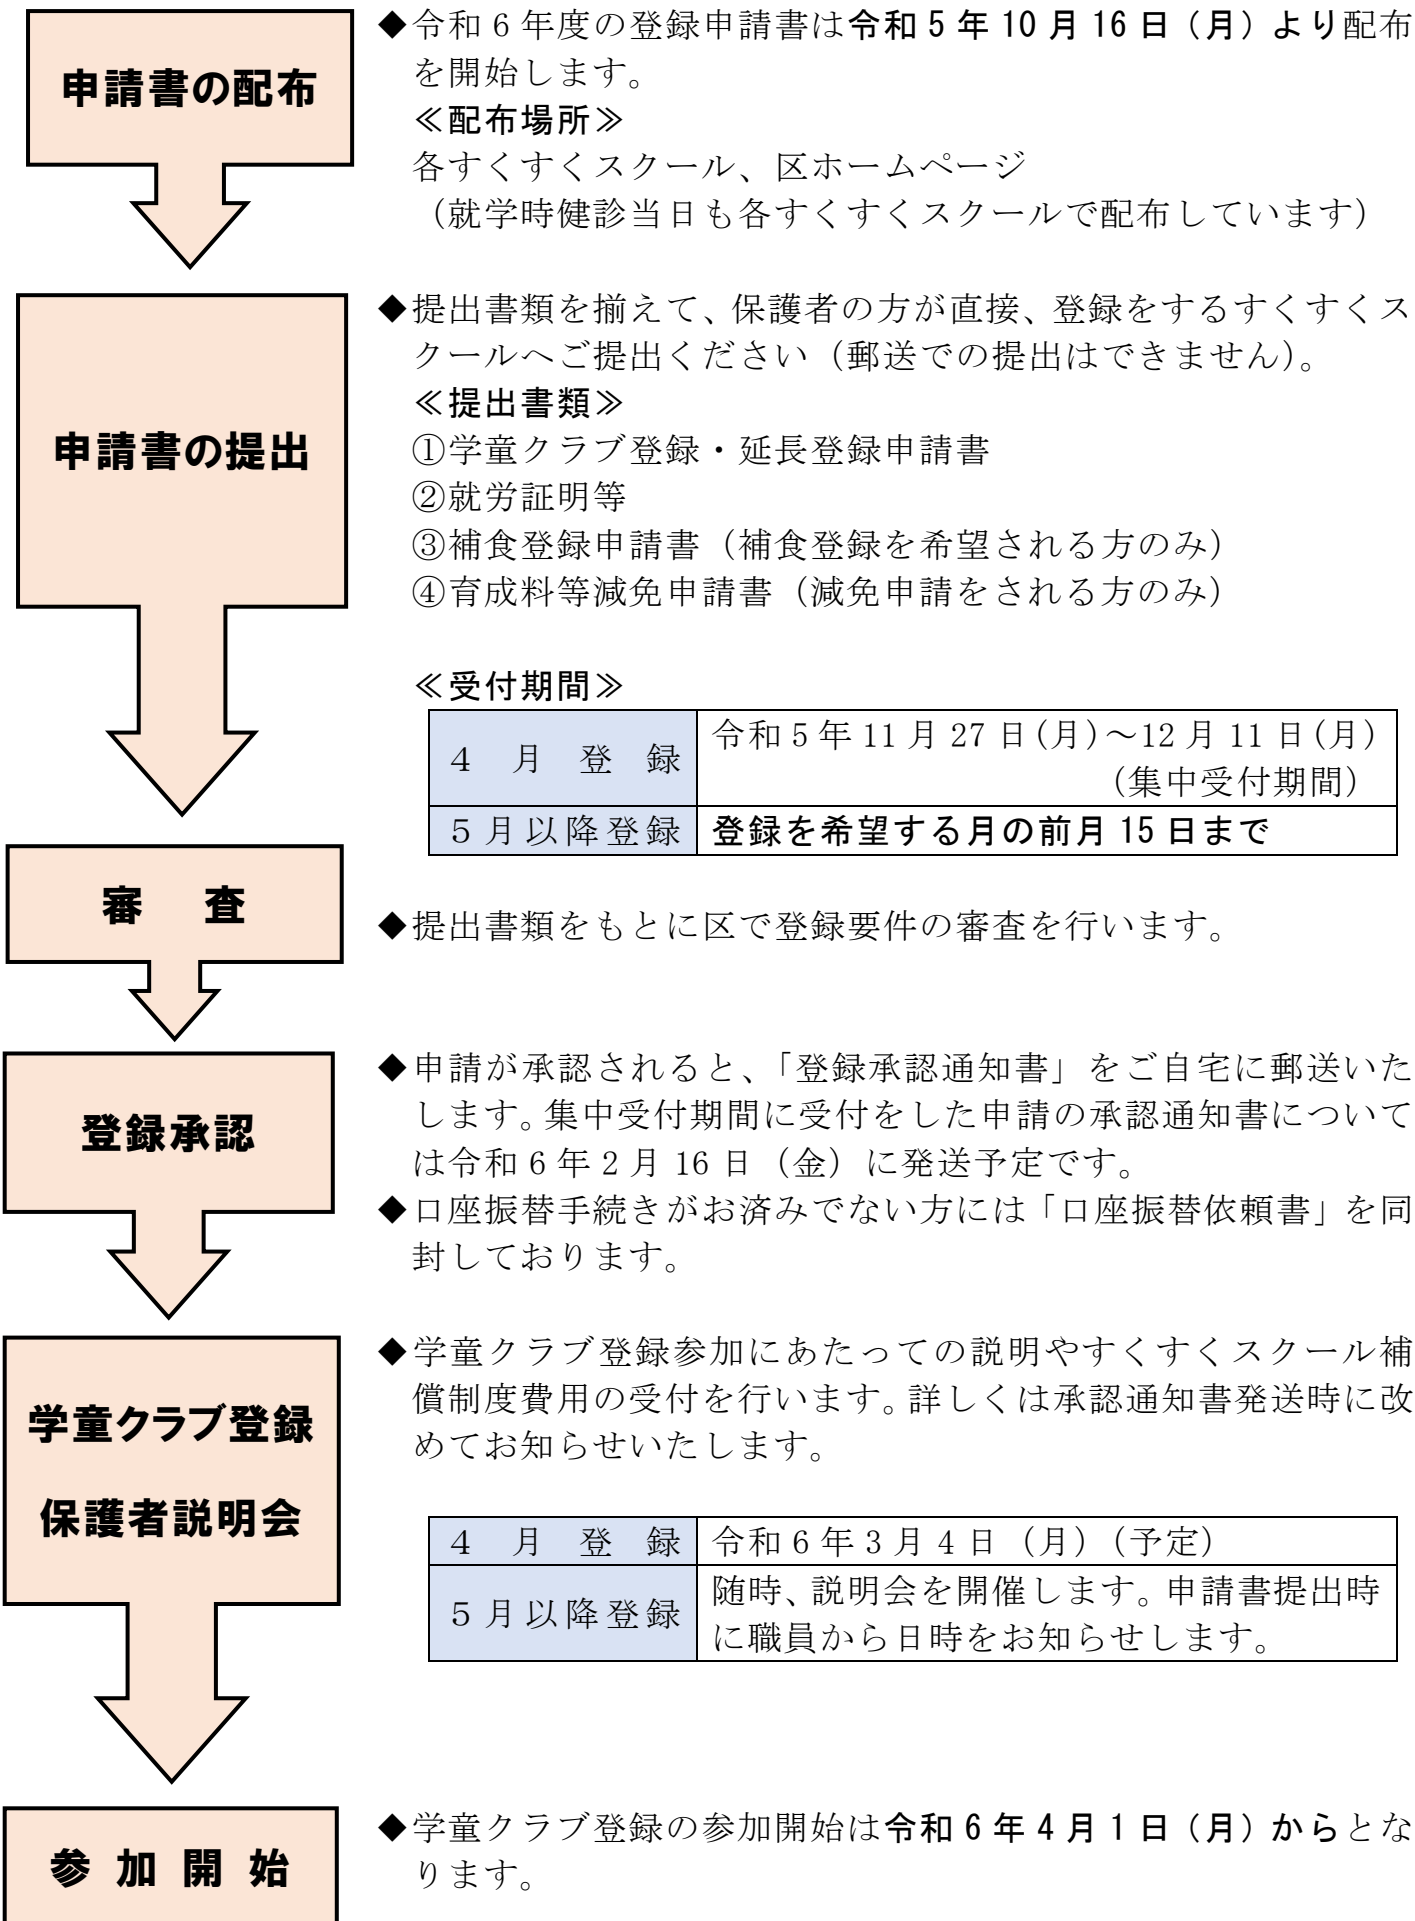 申請書の配布
◆令和6年度の登録申請書は令和5年10月16日（月）より配布
を開始します。
≪配布場所≫
各すくすくスクール、区ホームページ
（就学時健診当日も各すくすくスクールで配布しています）
申請書の提出
◆提出書類を揃えて、保護者の方が直接、登録をするすくすくス
クールへご提出ください（郵送での提出はできません）。
≪提出書類≫
①学童クラブ登録・延長登録申請書
②就労証明等
③補食登録申請書（補食登録を希望される方のみ）
④育成料等減免申請書（減免申請をされる方のみ）
≪受付期間≫
4　月　登　録
令和5年11月27日(月)～12月11日(月)
（集中受付期間）
5月以降登録
登録を希望する月の前月15日まで
審　査
◆提出書類をもとに区で登録要件の審査を行います。
登録承認
◆申請が承認されると、「登録承認通知書」をご自宅に郵送いた
します。集中受付期間に受付をした申請の承認通知書について
は令和6年2月16日（金）に発送予定です。
◆口座振替手続きがお済みでない方には「口座振替依頼書」を同
封しております。
学童クラブ登録
保護者説明会
◆学童クラブ登録参加にあたっての説明やすくすくスクール補
償制度費用の受付を行います。詳しくは承認通知書発送時に改
めてお知らせいたします。
4　月　登　録
令和6年3月4日（月）（予定）
5月以降登録
随時、説明会を開催します。申請書提出時
に職員から日時をお知らせします。
参 加 開 始
◆学童クラブ登録の参加開始は令和6年4月1日（月）からとな
ります。